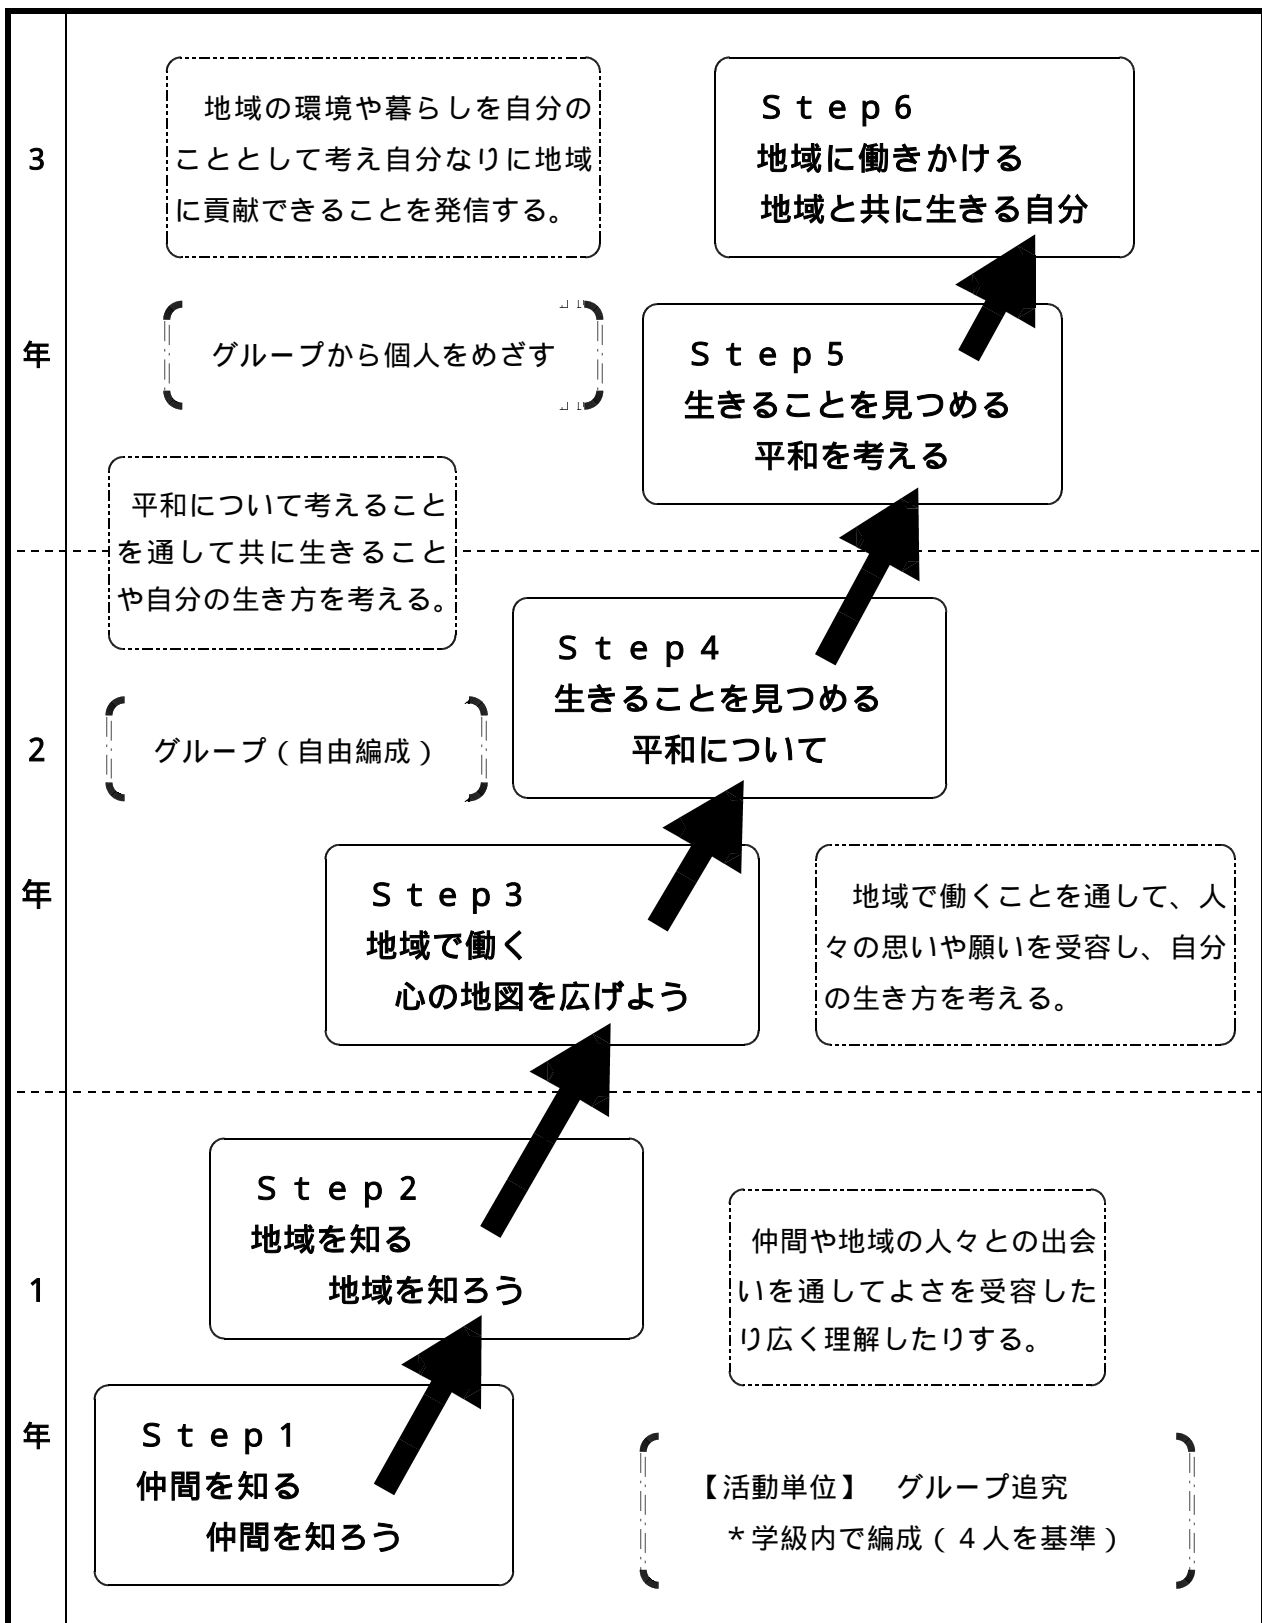 3
年
地域の環境や暮らしを自分の
こととして考え自分なりに地域
に貢献できることを発信する。
Step6
地域に働きかける
地域と共に生きる自分
グループから個人をめざす
Step5
生きることを見つめる
平和を考える
平和について考えること
を通して共に生きること
や自分の生き方を考える。
2
年
Step4
生きることを見つめる
平和について
グループ(自由編成)
Step3
地域で働く
心の地図を広げよう
地域で働くことを通して、人
々の思いや願いを受容し、自分
の生き方を考える。
1
年
Step2
地域を知る
地域を知ろう
仲間や地域の人々との出会
いを通してよさを受容した
り広く理解したりする。
Step1
仲間を知る
仲間を知ろう
【活動単位】 グループ追究
*学級内で編成(4人を基準)